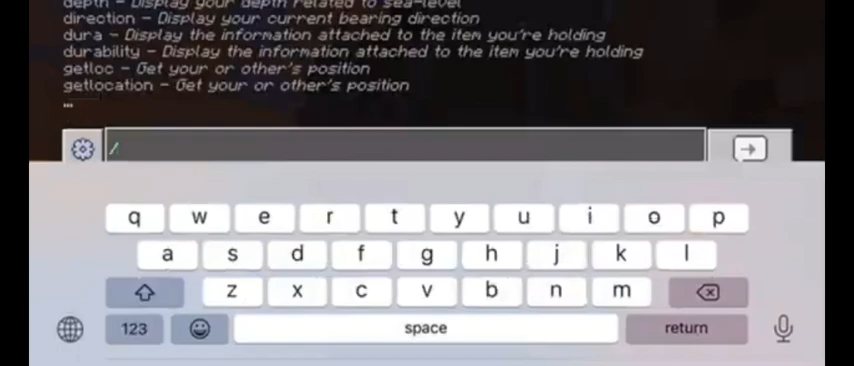 depth - Display your depth related to sea-level
direction - Display your current bearing direction
dura - Display the information attached to the item you're holding
durability - Display the information attached to the item you're holding
getloc - Get your or other's position
getlocation - Get your or other's position
...
/
q w e r t y u i o p
a s d f g h j k l
z x c v b n m
123 space return